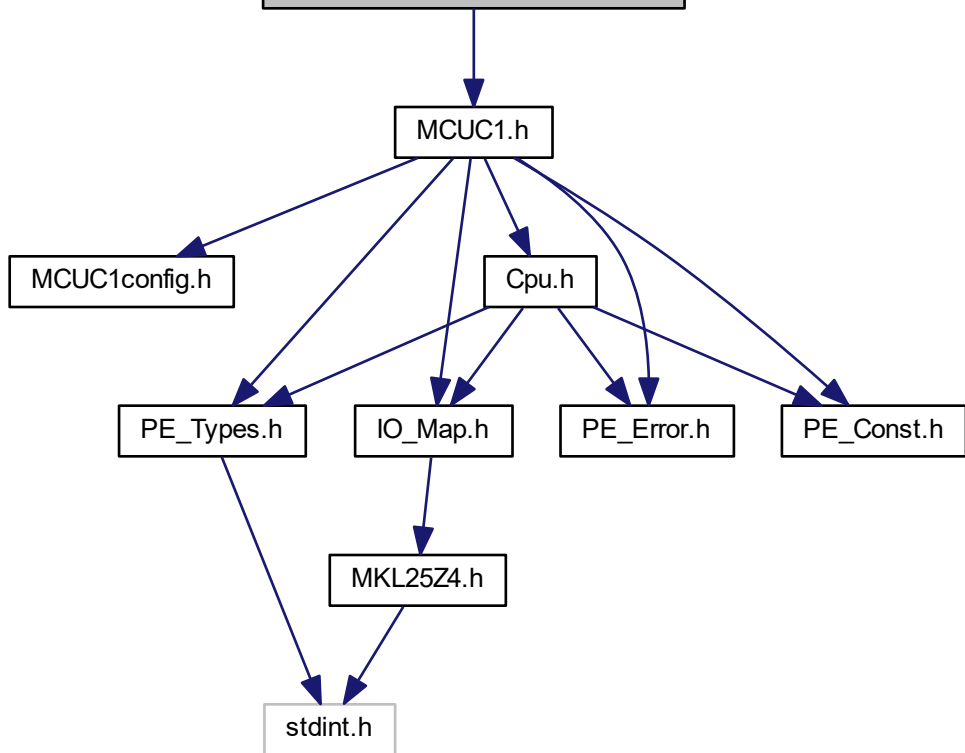 MCUC1.h
MCUC1config.h
Cpu.h
PE_Types.h
IO_Map.h
PE_Error.h
PE_Const.h
MKL25Z4.h
stdint.h